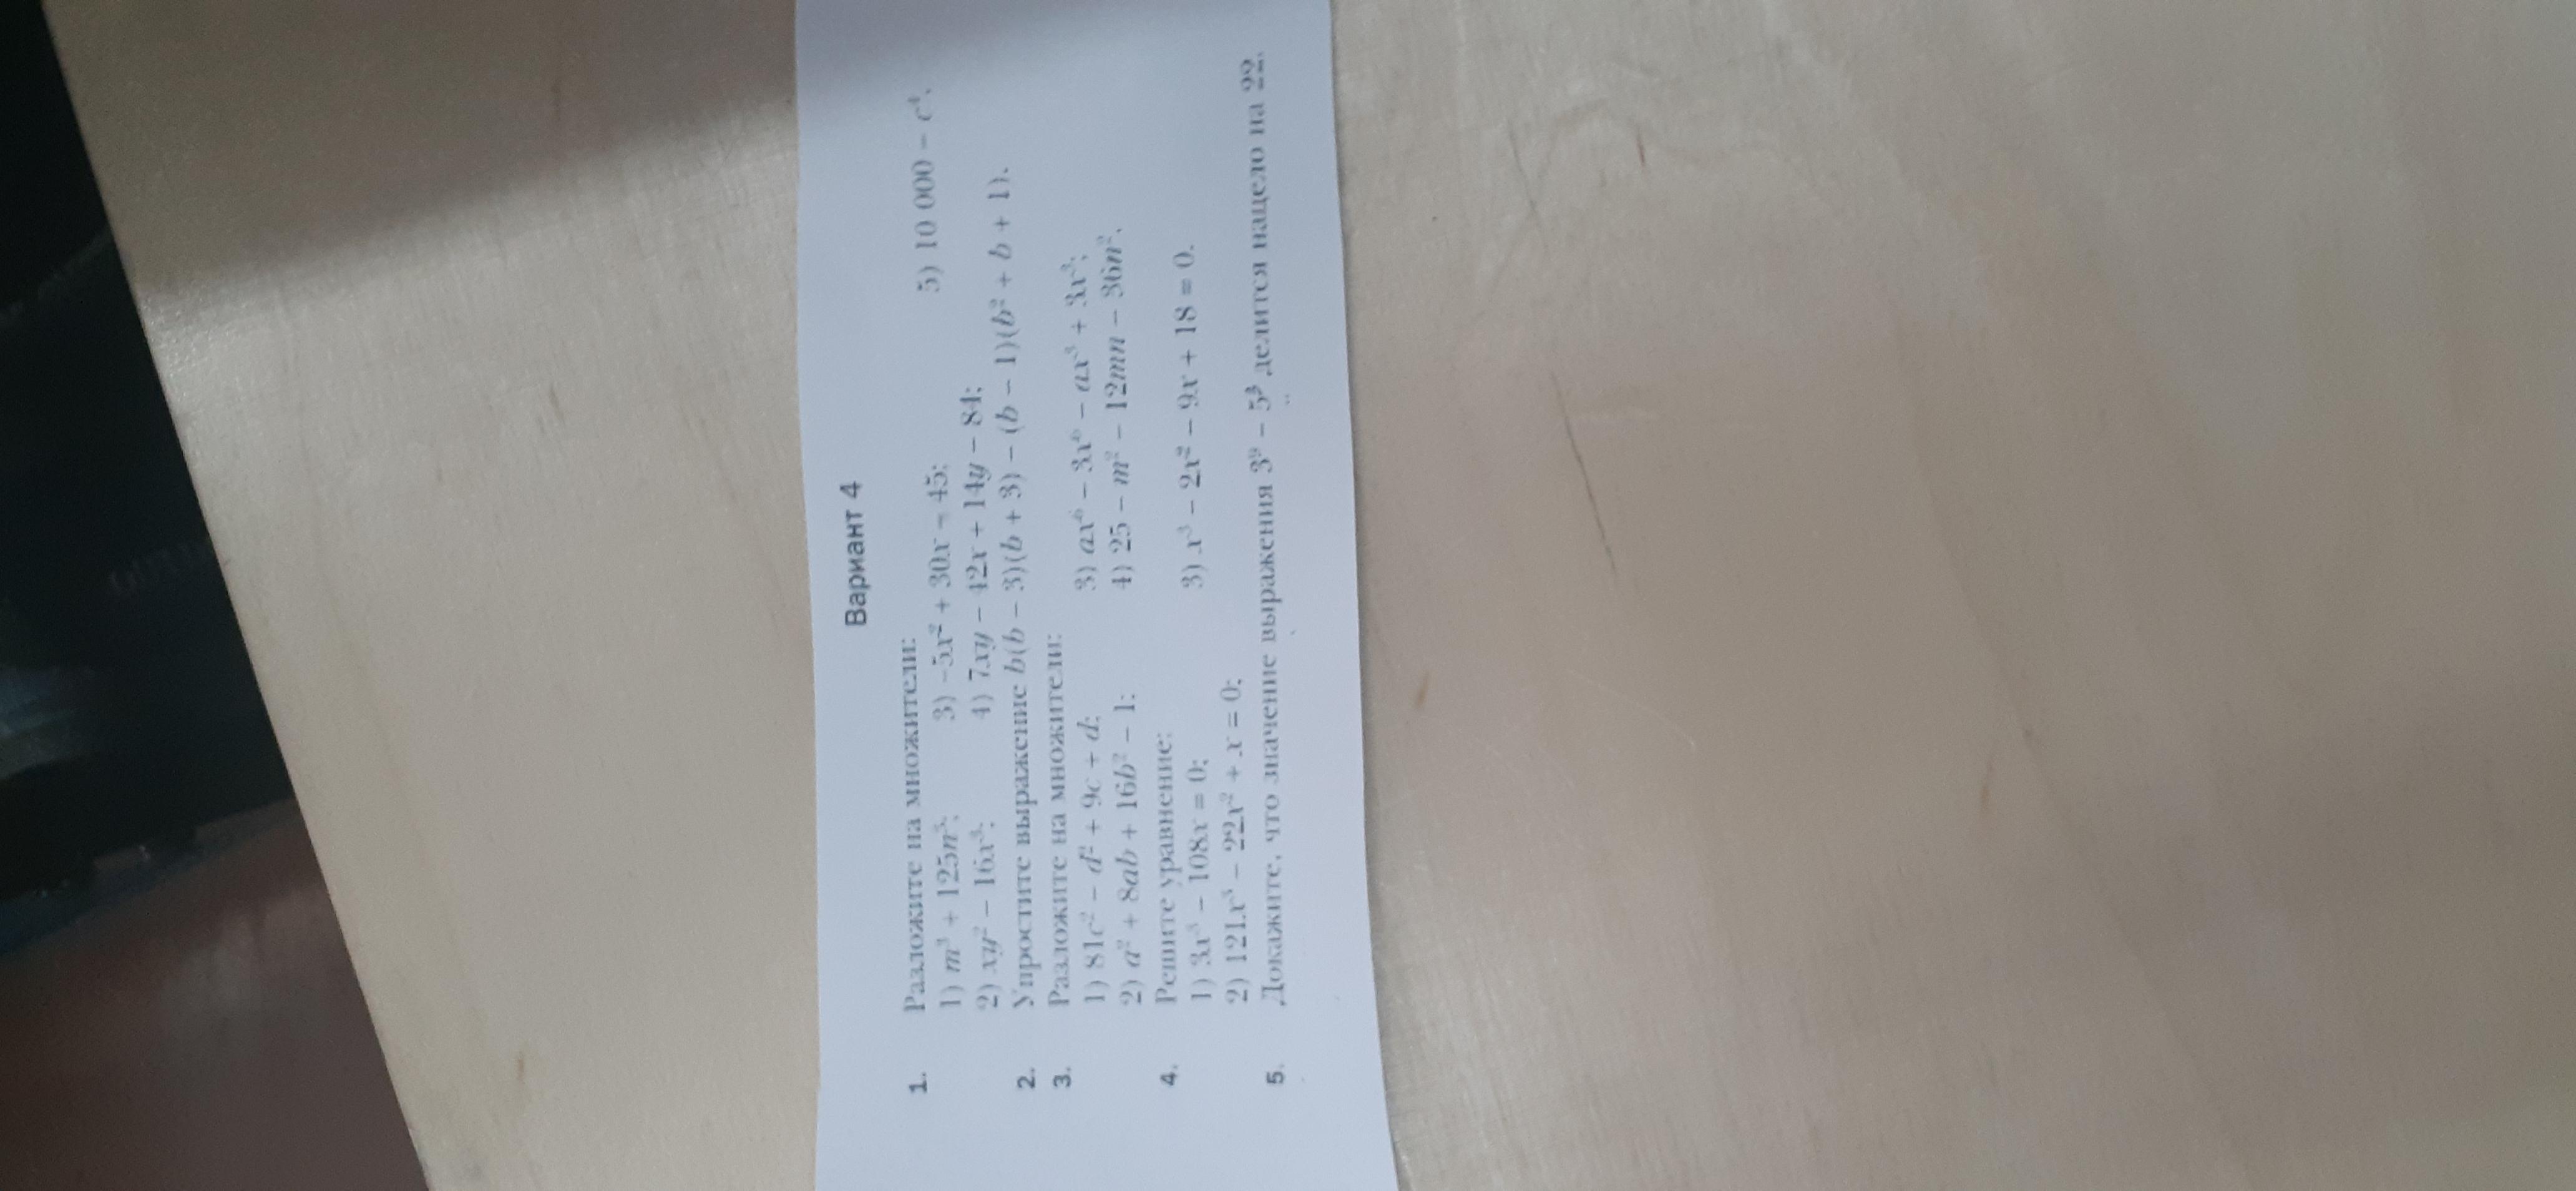 Вариант 4
1. Разложите на множители:
1) m³ + 125n³; 3) –5x² + 30x – 45; 5) 10 000 – c⁴.
2) xy² – 16x³; 4) 7xy – 42x + 14y – 84;
2. Упростите выражение b(b – 3)(b + 3) – (b – 1)(b² + b + 1).
3. Разложите на множители:
1) 81c² – d² + 9c + d; 3) ax⁶ – 3x⁶ – ax³ + 3x³;
2) a² + 8ab + 16b² – 1; 4) 25 – m² – 12mn – 36n².
4. Решите уравнение:
1) 3x³ – 108x = 0; 3) x³ – 2x² – 9x + 18 = 0.
2) 121x³ – 22x² + x = 0;
5. Докажите, что значение выражения 3⁹ – 5³ делится нацело на 22.